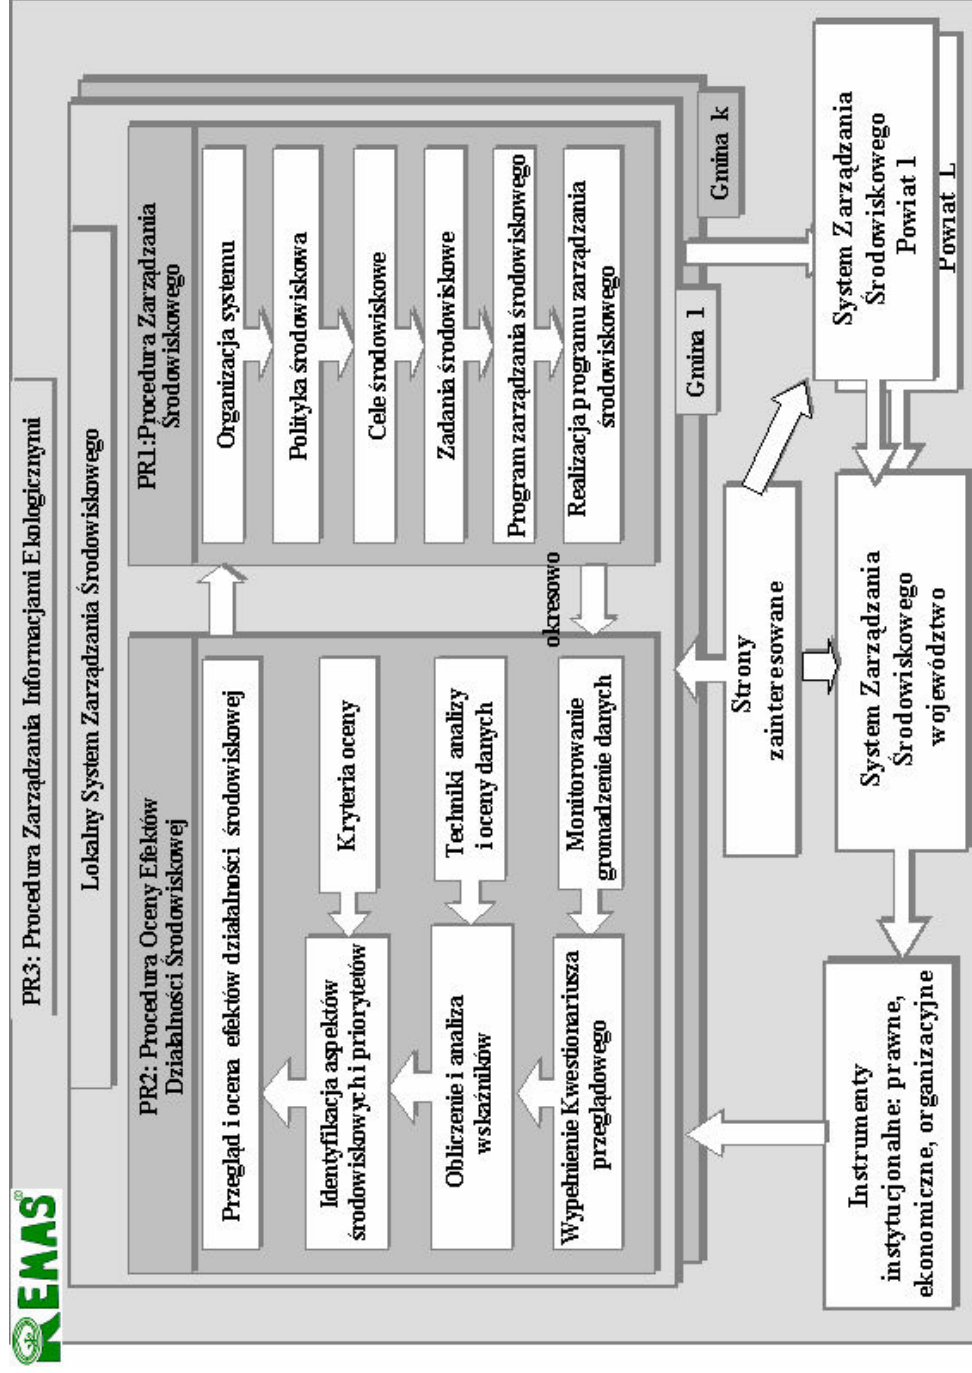 REMAS®
PR3: Procedura Zarządzania Informacjami Ekologicznymi
Lokalny System Zarządzania Środowiskowego
PR2: Procedura Oceny Efektów
Działalności Środowiskowej
Przegląd i ocena efektów działalności środowiskowej
Identyfikacja aspektów
środowiskowych i priorytetów
Kryteria oceny
Obliczenie i analiza
wskaźników
Techniki analizy
i oceny danych
Wypełnienie Kwestionariusza
przeglądowego
Monitorowanie
gromadzenie danych
okresowo
PR1:Procedura Zarządzania
Środowiskowego
Organizacja systemu
Polityka środowiskowa
Cele środowiskowe
Zadania środowiskowe
Program zarządzania środowiskowego
Realizacja programu zarządzania
środowiskowego
Gmina 1
Gmina k
Strony
zainteresowane
Instrumenty
instytucjonalne: prawne,
ekonomiczne, organizacyjne
System Zarządzania
Środowiskowego
województwo
System Zarządzania
Środowiskowego
Powiat 1
Powiat L